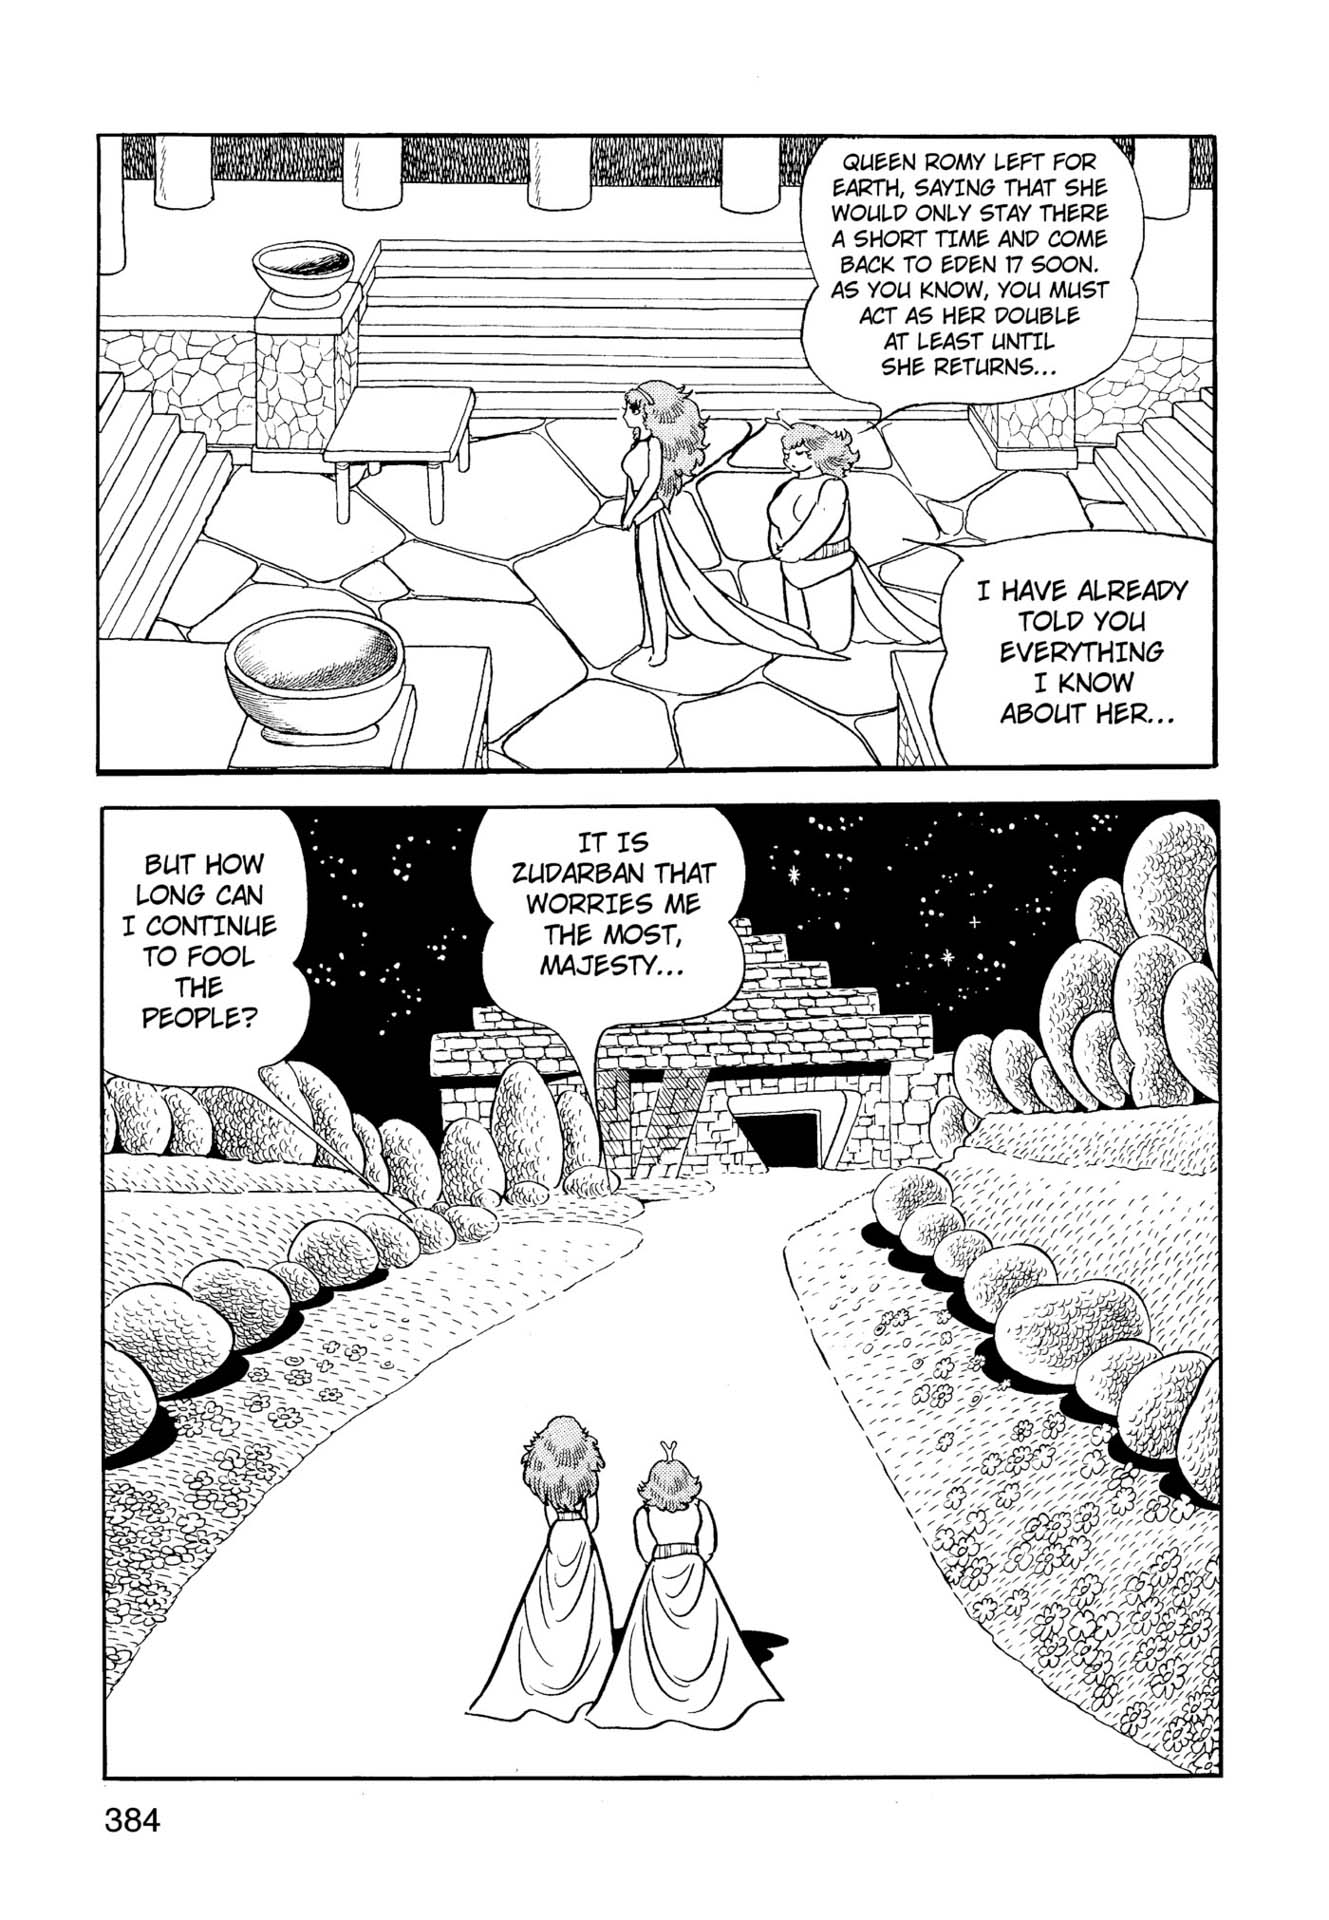 QUEEN ROMY LEFT FOR
EARTH, SAYING THAT SHE
WOULD ONLY STAY THERE
A SHORT TIME AND COME
BACK TO EDEN 17 SOON.
AS YOU KNOW, YOU MUST
ACT AS HER DOUBLE
AT LEAST UNTIL
SHE RETURNS...
I HAVE ALREADY
TOLD YOU
EVERYTHING
I KNOW
ABOUT HER...
BUT HOW
LONG CAN
I CONTINUE
TO FOOL
THE
PEOPLE?
IT IS
ZUDARBAN THAT
WORRIES ME
THE MOST,
MAJESTY...
384